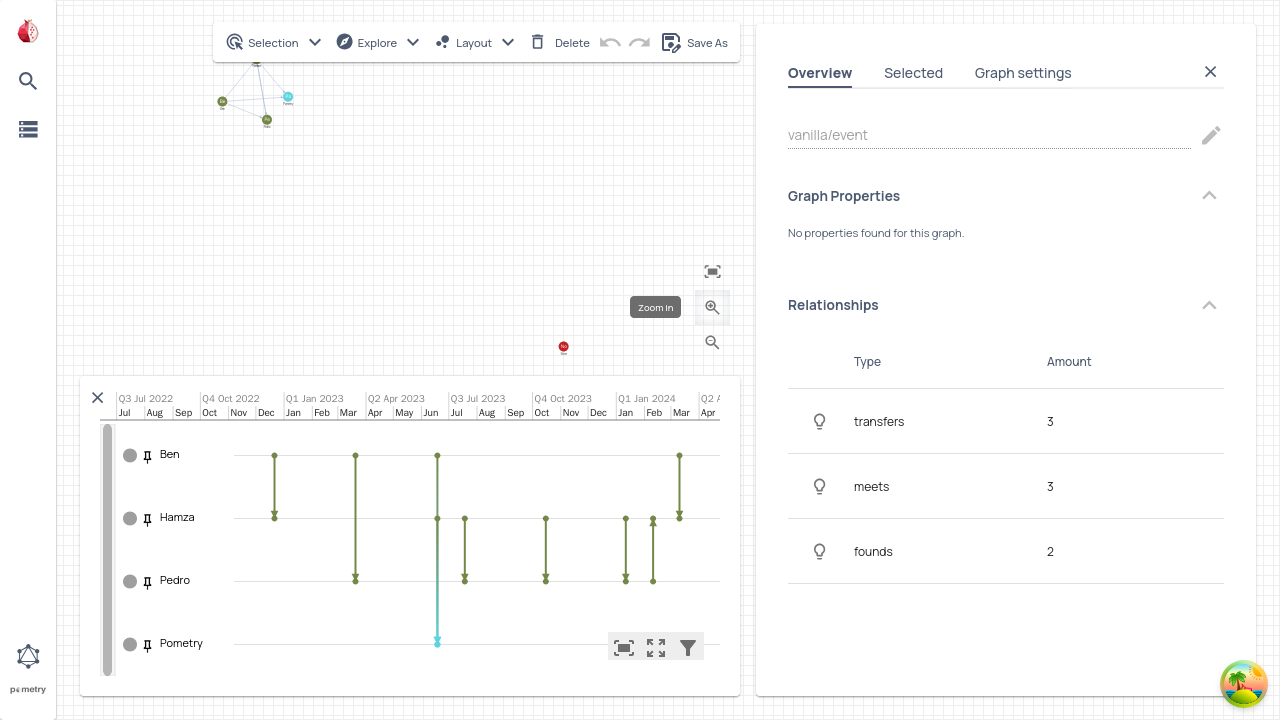 Selection
Explore
Layout
Delete
Save As
Overview
Selected
Graph settings
vanilla/event
Graph Properties
No properties found for this graph.
Zoom in
Relationships
Type Amount
transfers 3
meets 3
founds 2
Q3 Jul 2022 Q4 Oct 2022 Q1 Jan 2023 Q2 Apr 2023 Q3 Jul 2023 Q4 Oct 2023 Q1 Jan 2024 Q2 A
Jul Aug Sep Oct Nov Dec Jan Feb Mar Apr May Jun Jul Aug Sep Oct Nov Dec Jan Feb Mar Apr
Ben
Hamza
Pedro
Pometry
pometry